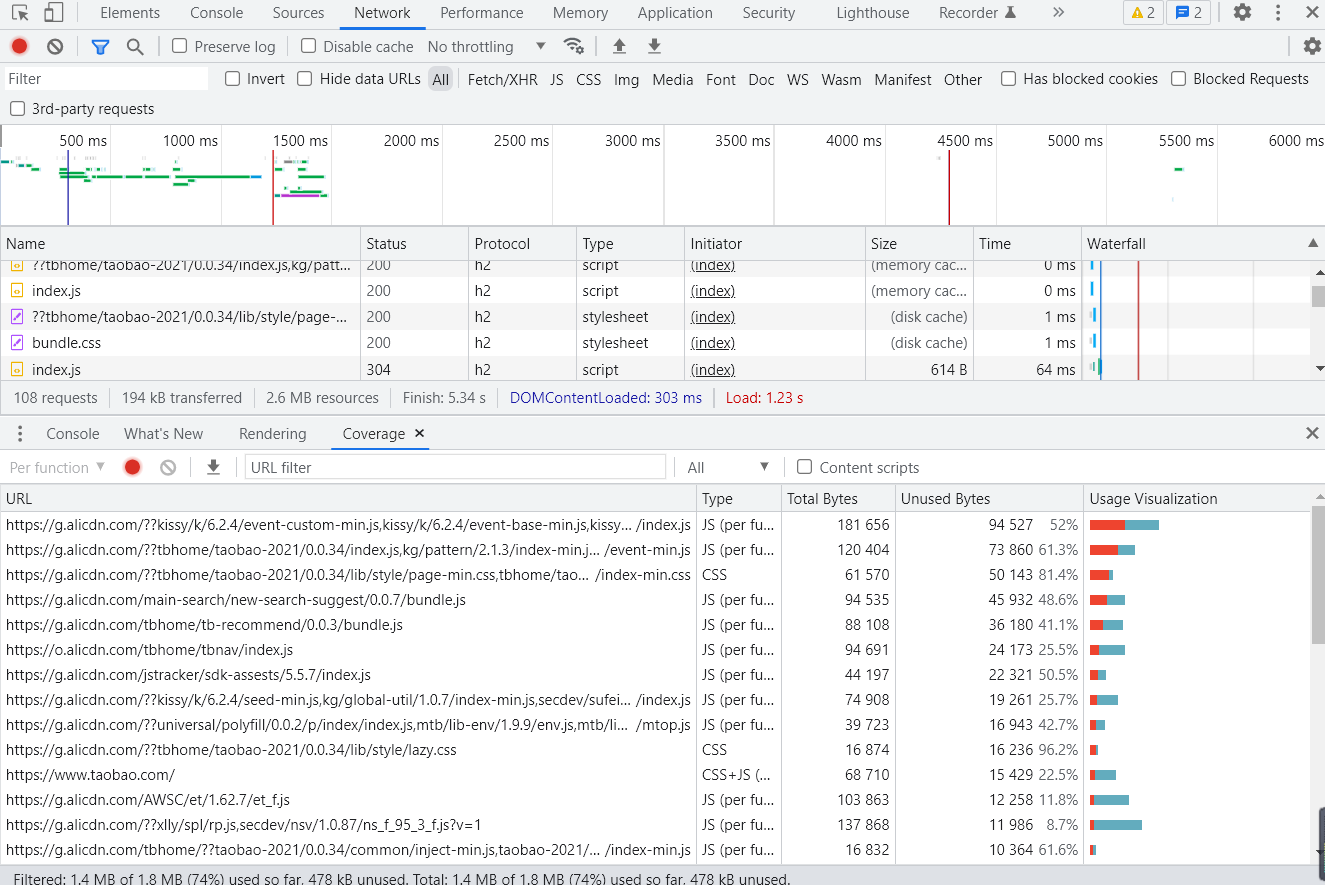 Elements Console Sources Network Performance Memory Application Security Lighthouse Recorder » 2 2
Preserve log Disable cache No throttling
Filter Invert Hide data URLs All Fetch/XHR JS CSS Img Media Font Doc WS Wasm Manifest Other Has blocked cookies Blocked Requests
3rd-party requests
500 ms 1000 ms 1500 ms 2000 ms 2500 ms 3000 ms 3500 ms 4000 ms 4500 ms 5000 ms 5500 ms 6000 ms
Name Status Protocol Type Initiator Size Time Waterfall
??tbhome/taobao-2021/0.0.34/index.js,kg/patt... 200 h2 script (index) (memory cac... 0 ms
index.js 200 h2 script (index) (memory cac... 0 ms
??tbhome/taobao-2021/0.0.34/lib/style/page-... 200 h2 stylesheet (index) (disk cache) 1 ms
bundle.css 200 h2 stylesheet (index) (disk cache) 1 ms
index.js 304 h2 script (index) 614 B 64 ms
108 requests 194 kB transferred 2.6 MB resources Finish: 5.34 s DOMContentLoaded: 303 ms Load: 1.23 s
Console What's New Rendering Coverage
Per function URL filter All Content scripts
URL Type Total Bytes Unused Bytes Usage Visualization
https://g.alicdn.com/??kissy/k/6.2.4/event-custom-min.js,kissy/k/6.2.4/event-base-min.js,kissy... /index.js JS (per fu... 181 656 94 527 52%
https://g.alicdn.com/??tbhome/taobao-2021/0.0.34/index.js,kg/pattern/2.1.3/index-min.j... /event-min.js JS (per fu... 120 404 73 860 61.3%
https://g.alicdn.com/??tbhome/taobao-2021/0.0.34/lib/style/page-min.css,tbhome/tao... /index-min.css CSS 61 570 50 143 81.4%
https://g.alicdn.com/main-search/new-search-suggest/0.0.7/bundle.js JS (per fu... 94 535 45 932 48.6%
https://g.alicdn.com/tbhome/tb-recommend/0.0.3/bundle.js JS (per fu... 88 108 36 180 41.1%
https://o.alicdn.com/tbhome/tbnav/index.js JS (per fu... 94 691 24 173 25.5%
https://g.alicdn.com/jstracker/sdk-assests/5.5.7/index.js JS (per fu... 44 197 22 321 50.5%
https://g.alicdn.com/??kissy/k/6.2.4/seed-min.js,kg/global-util/1.0.7/index-min.js,secdev/sufei... /index.js JS (per fu... 74 908 19 261 25.7%
https://g.alicdn.com/??universal/polyfill/0.0.2/p/index/index.js,mtb/lib-env/1.9.9/env.js,mtb/li... /mtop.js JS (per fu... 39 723 16 943 42.7%
https://g.alicdn.com/??tbhome/taobao-2021/0.0.34/lib/style/lazy.css CSS 16 874 16 236 96.2%
https://www.taobao.com/ CSS+JS (... 68 710 15 429 22.5%
https://g.alicdn.com/AWSC/et/1.62.7/et_f.js JS (per fu... 103 863 12 258 11.8%
https://g.alicdn.com/??xlly/spl/rp.js,secdev/nsv/1.0.87/ns_f_95_3_f.js?v=1 JS (per fu... 137 868 11 986 8.7%
https://g.alicdn.com/tbhome/??taobao-2021/0.0.34/common/inject-min.js,taobao-2021/... /index-min.js JS (per fu... 16 832 10 364 61.6%
Filtered: 1.4 MB of 1.8 MB (74%) used so far, 478 kB unused. Total: 1.4 MB of 1.8 MB (74%) used so far, 478 kB unused.